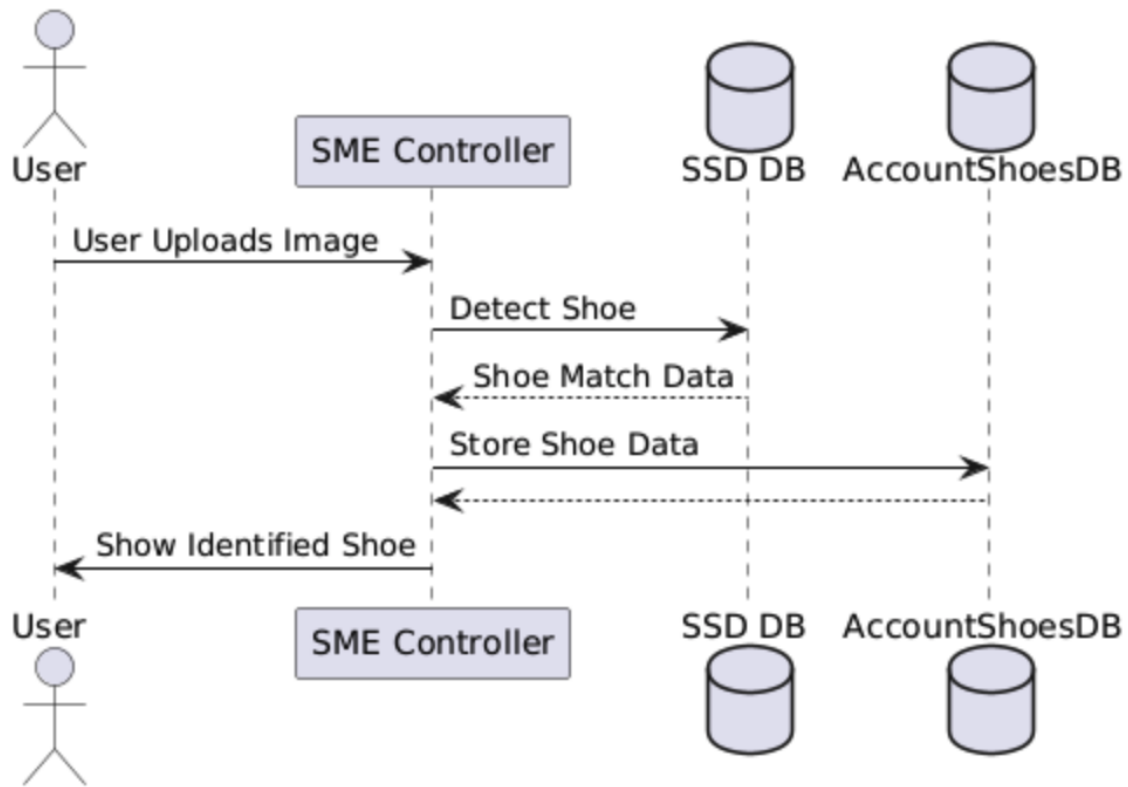 User
SME Controller
SSD DB
AccountShoesDB
User Uploads Image
Detect Shoe
Shoe Match Data
Store Shoe Data
Show Identified Shoe
User
SME Controller
SSD DB
AccountShoesDB